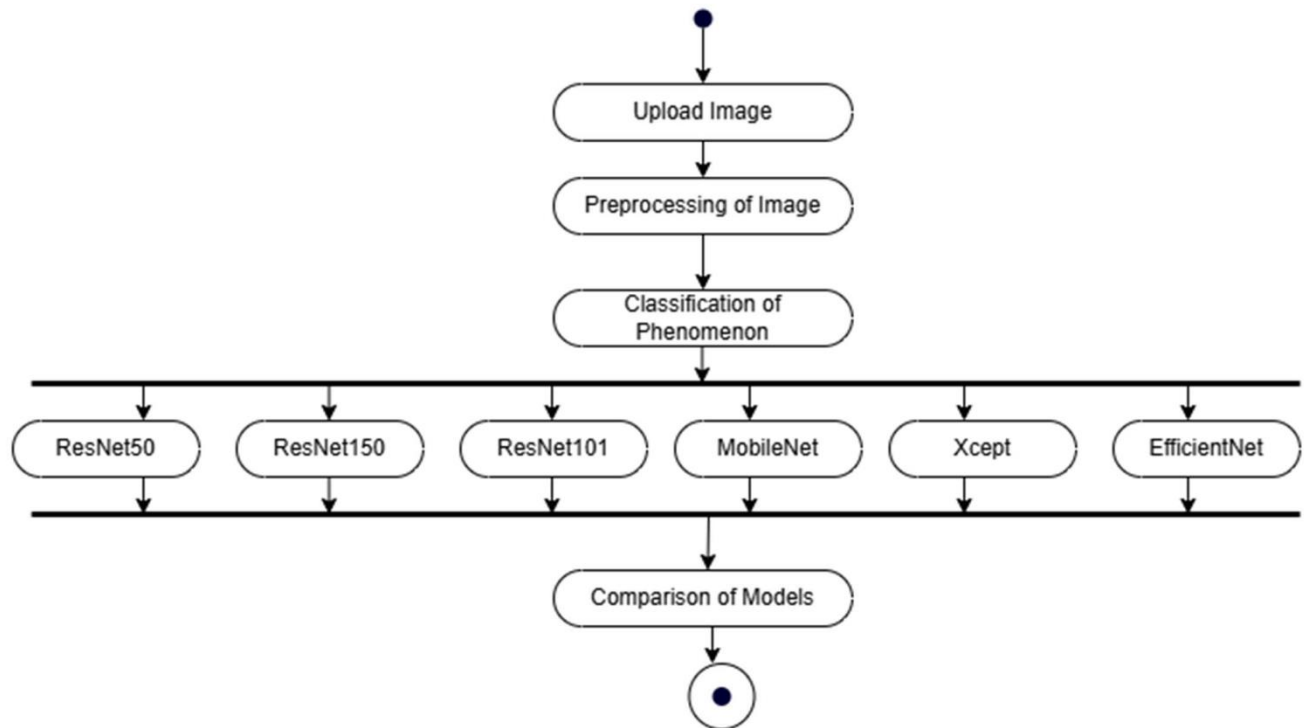 Upload Image
Preprocessing of Image
Classification of
Phenomenon
ResNet50
ResNet150
ResNet101
MobileNet
Xcept
EfficientNet
Comparison of Models